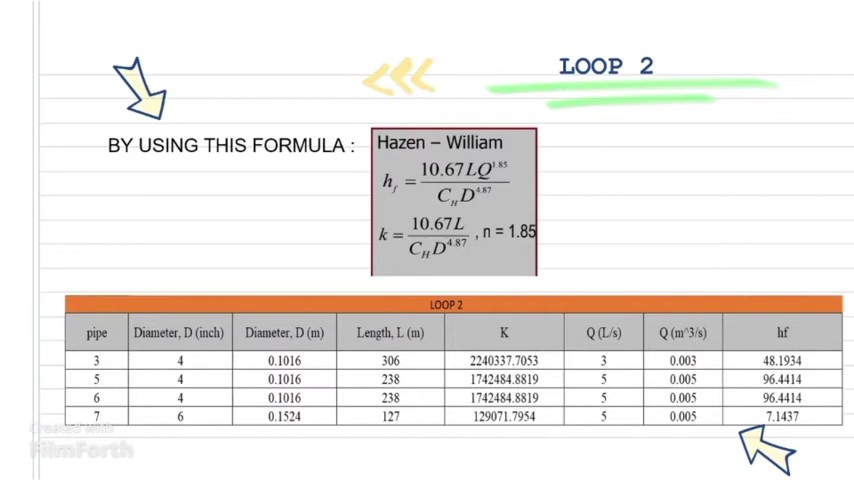 LOOP 2
BY USING THIS FORMULA :
Hazen – William
h_f = 10.67LQ^1.85 / C_H D^4.87
k = 10.67L / C_H D^4.87 , n = 1.85
LOOP 2
pipe Diameter, D (inch) Diameter, D (m) Length, L (m) K Q (L/s) Q (m^3/s) hf
3 4 0.1016 306 2240337.7053 3 0.003 48.1934
5 4 0.1016 238 1742484.8819 5 0.005 96.4414
6 4 0.1016 238 1742484.8819 5 0.005 96.4414
7 6 0.1524 127 129071.7954 5 0.005 7.1437
Created with
FilmForth